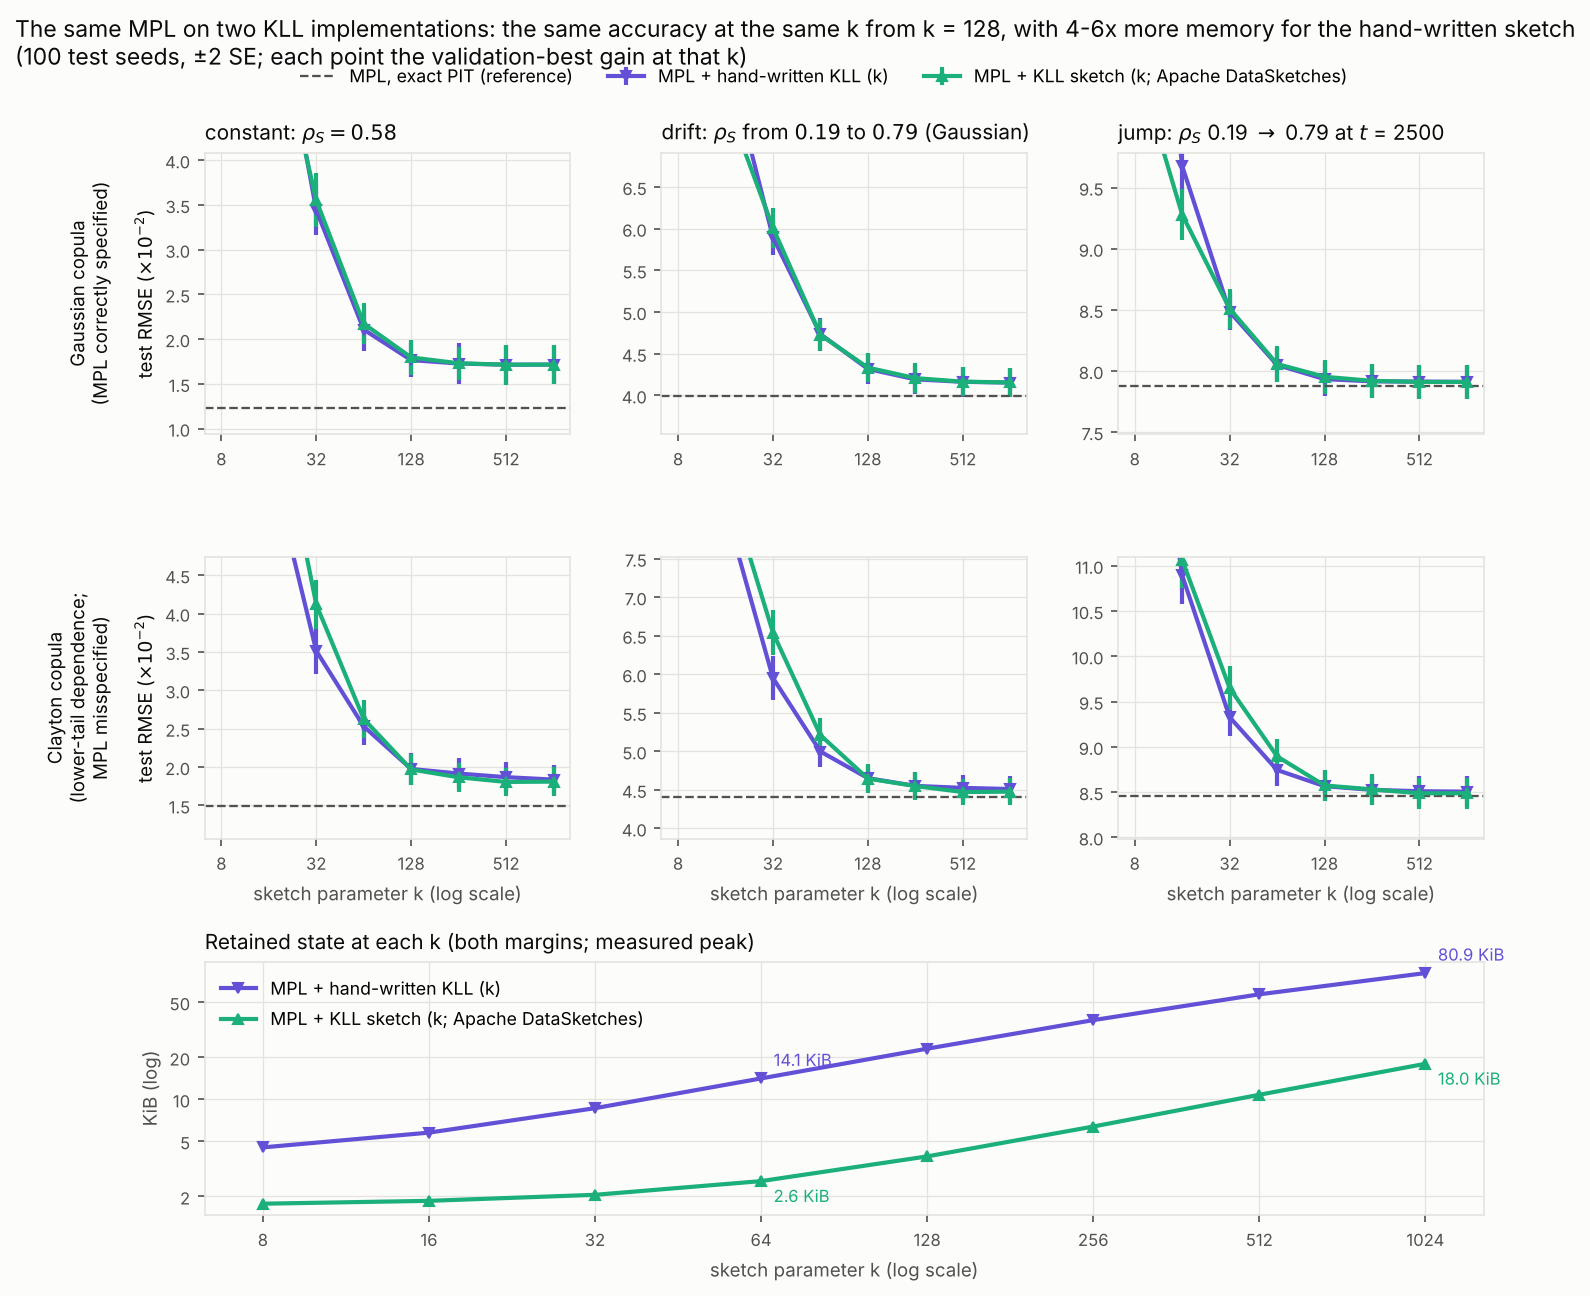 The same MPL on two KLL implementations: the same accuracy at the same k from k = 128, with 4-6x more memory for the hand-written sketch
(100 test seeds, ±2 SE; each point the validation-best gain at that k)
MPL, exact PIT (reference)
MPL + hand-written KLL (k)
MPL + KLL sketch (k; Apache DataSketches)
constant: ρS = 0.58
drift: ρS from 0.19 to 0.79 (Gaussian)
jump: ρS 0.19 → 0.79 at t = 2500
Gaussian copula
(MPL correctly specified)
test RMSE (×10⁻²)
4.0
3.5
3.0
2.5
2.0
1.5
1.0
8 32 128 512
6.5
6.0
5.5
5.0
4.5
4.0
8 32 128 512
9.5
9.0
8.5
8.0
7.5
8 32 128 512
Clayton copula
(lower-tail dependence;
MPL misspecified)
test RMSE (×10⁻²)
4.5
4.0
3.5
3.0
2.5
2.0
1.5
8 32 128 512
sketch parameter k (log scale)
7.5
7.0
6.5
6.0
5.5
5.0
4.5
4.0
8 32 128 512
sketch parameter k (log scale)
11.0
10.5
10.0
9.5
9.0
8.5
8.0
8 32 128 512
sketch parameter k (log scale)
Retained state at each k (both margins; measured peak)
MPL + hand-written KLL (k)
MPL + KLL sketch (k; Apache DataSketches)
80.9 KiB
14.1 KiB
18.0 KiB
2.6 KiB
KiB (log)
50
20
10
5
2
8 16 32 64 128 256 512 1024
sketch parameter k (log scale)